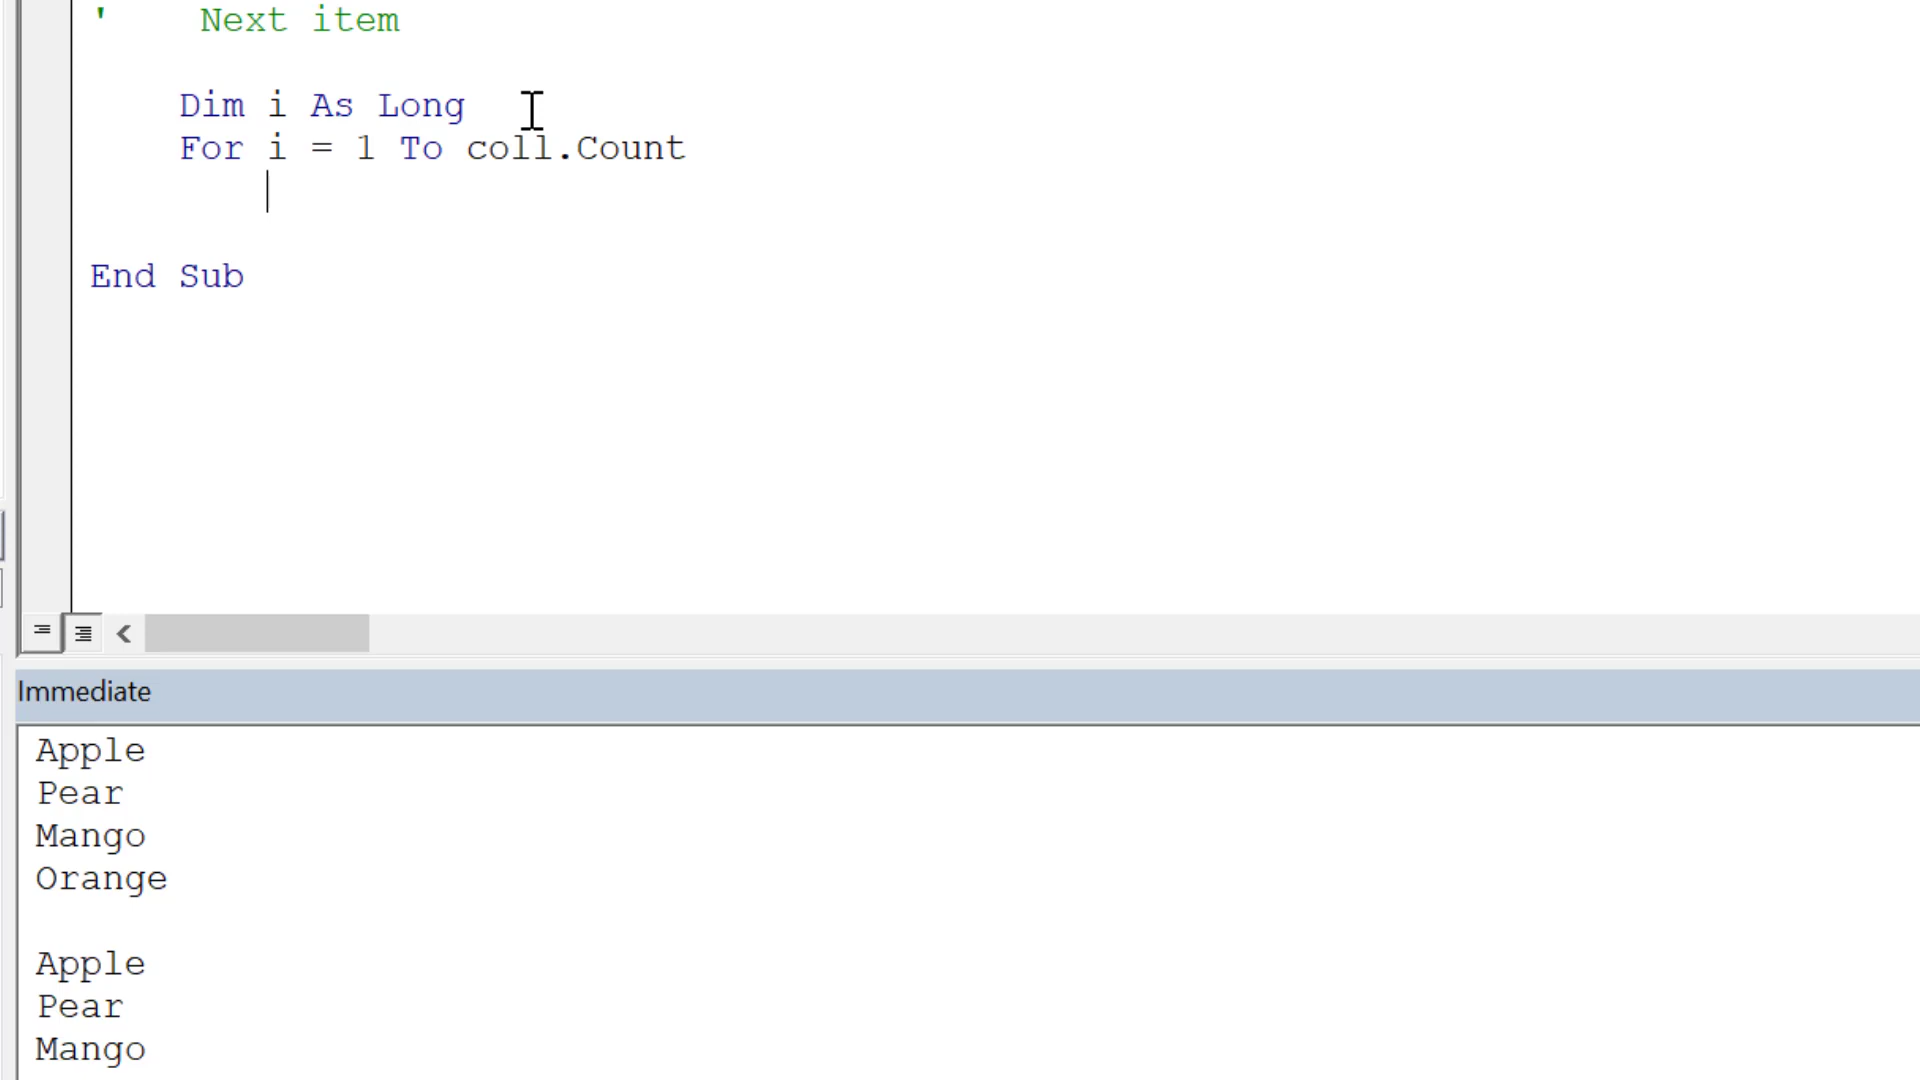 '    Next item
Dim i As Long
For i = 1 To coll.Count
End Sub
Immediate
Apple
Pear
Mango
Orange
Apple
Pear
Mango